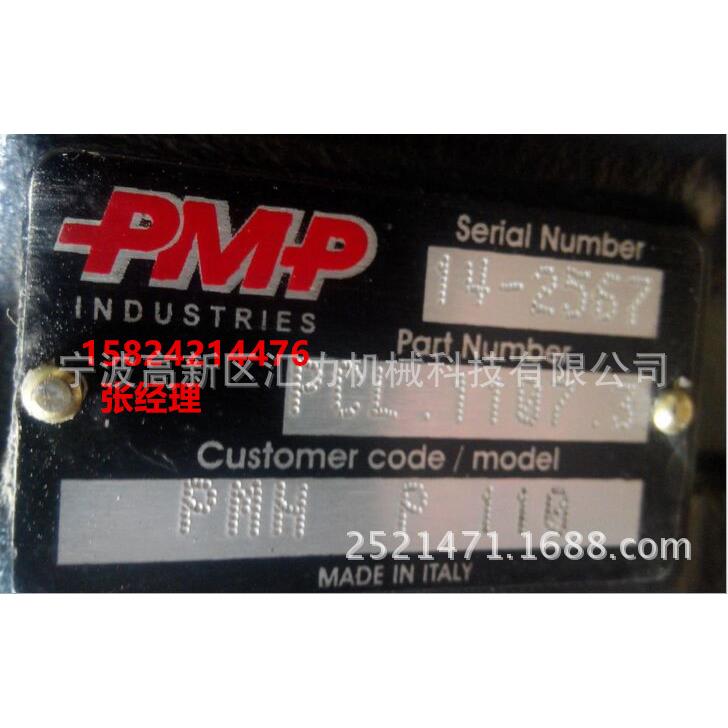 PMP
INDUSTRIES
Serial Number
14-2567
Part Number
PCL.1107.3
15824314476
宁波高新区汇力机械科技有限公司
张经理
Customer code / model
PMH P 110
2521471.1688.com
MADE IN ITALY